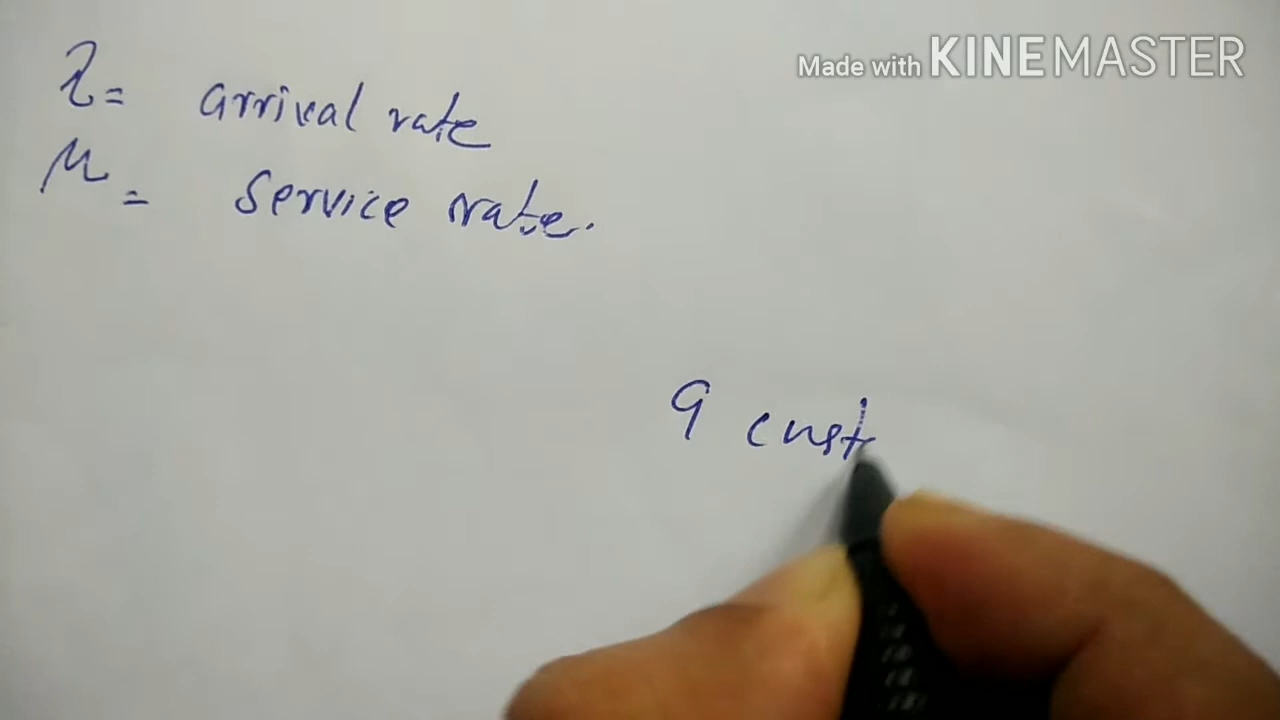 Made with KINEMASTER
λ = arrival rate
μ = service rate.
9 cust